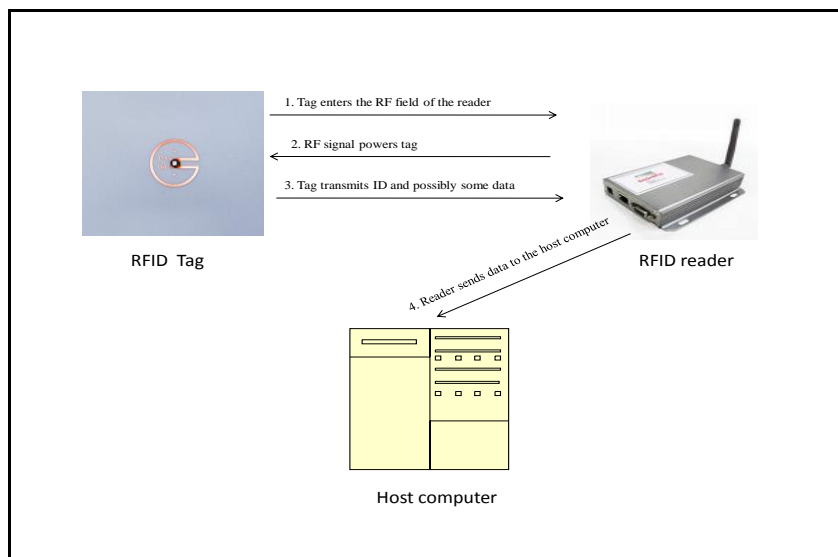 1. Tag enters the RF field of the reader
2. RF signal powers tag
3. Tag transmits ID and possibly some data
RFID Tag
RFID reader
4. Reader sends data to the host computer
Host computer